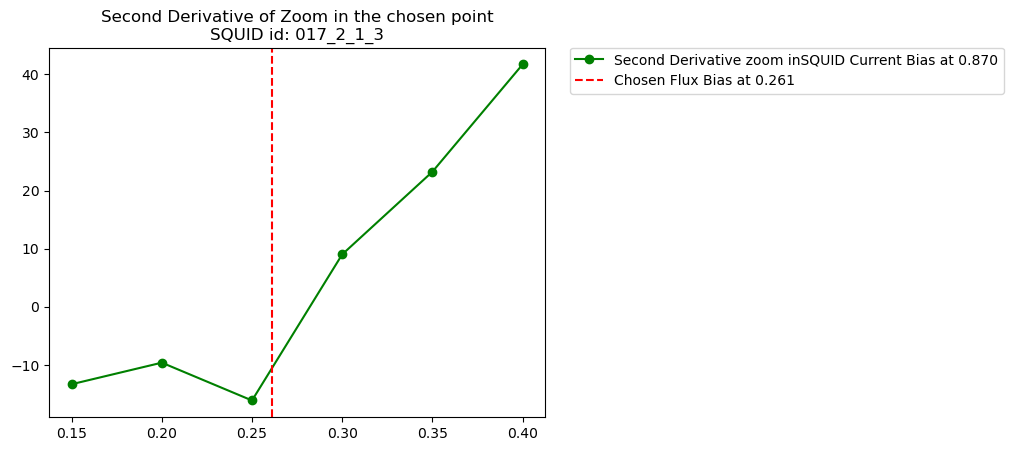 Second Derivative of Zoom in the chosen point
SQUID id: 017_2_1_3
Second Derivative zoom inSQUID Current Bias at 0.870
Chosen Flux Bias at 0.261
40
30
20
10
0
−10
0.15 0.20 0.25 0.30 0.35 0.40